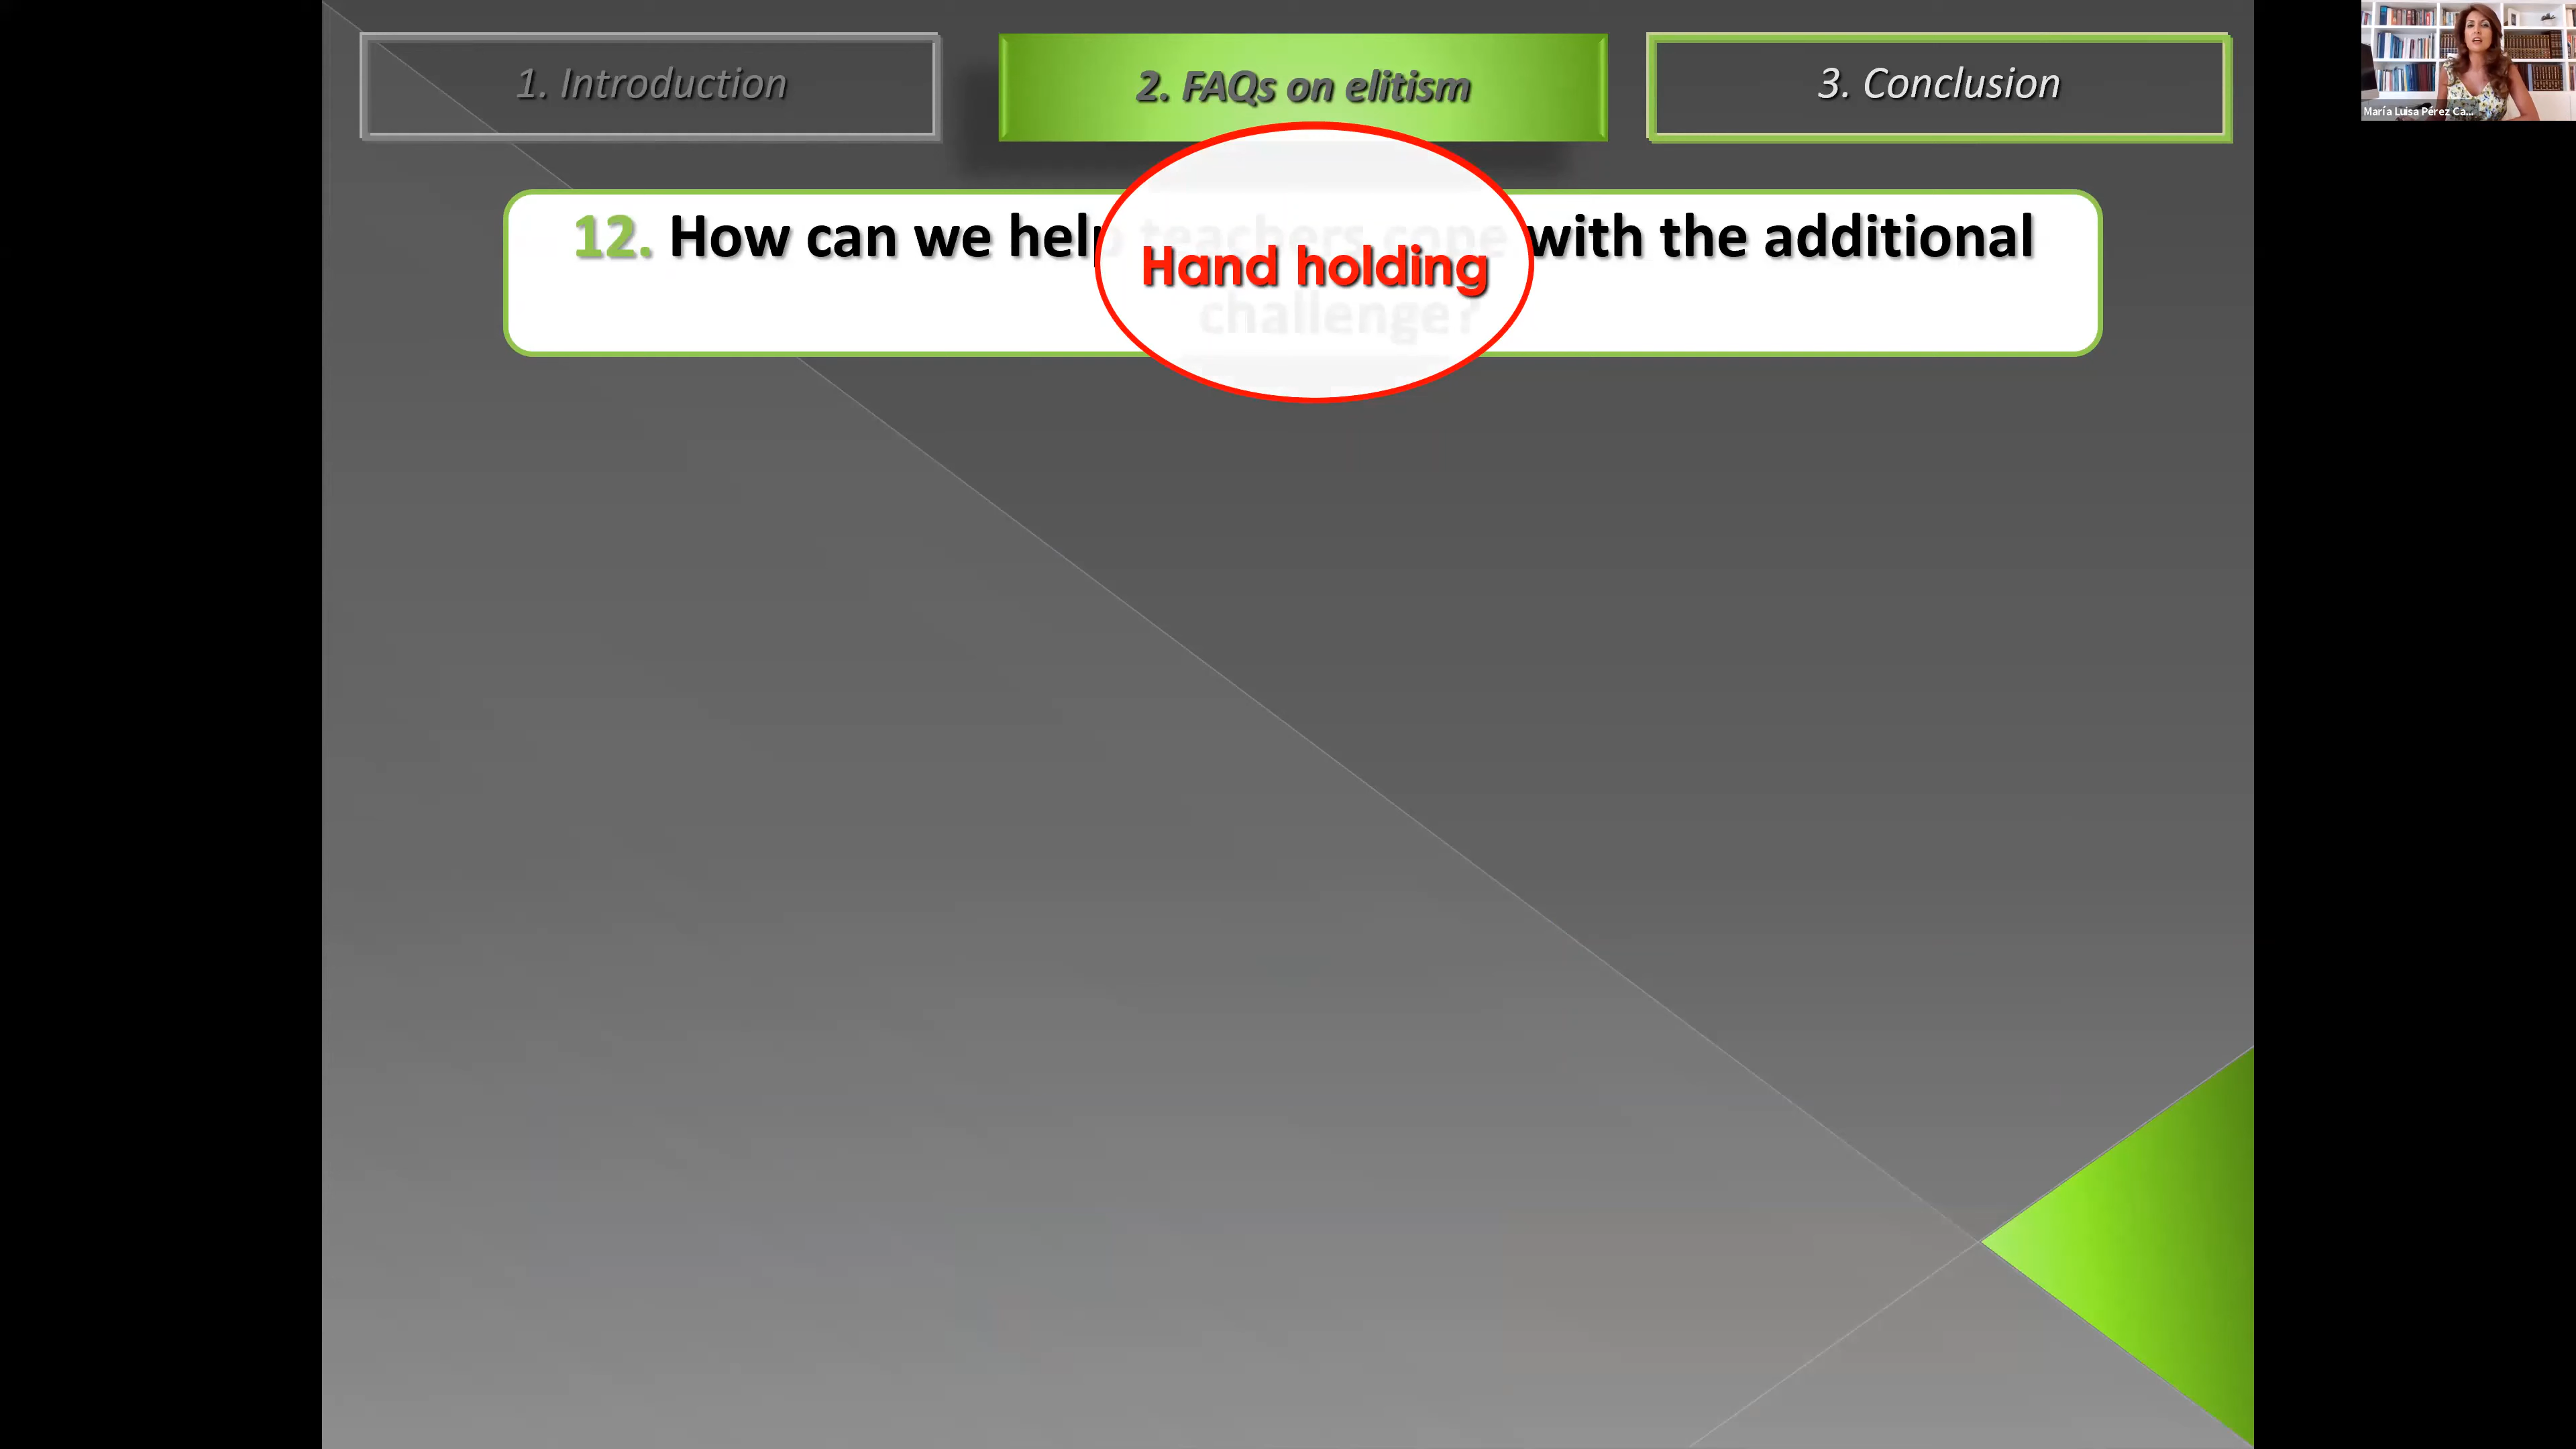 1. Introduction
2. FAQs on elitism
3. Conclusion
María Luisa Pérez Ca...
12. How can we help teachers cope with the additional
challenge?
Hand holding